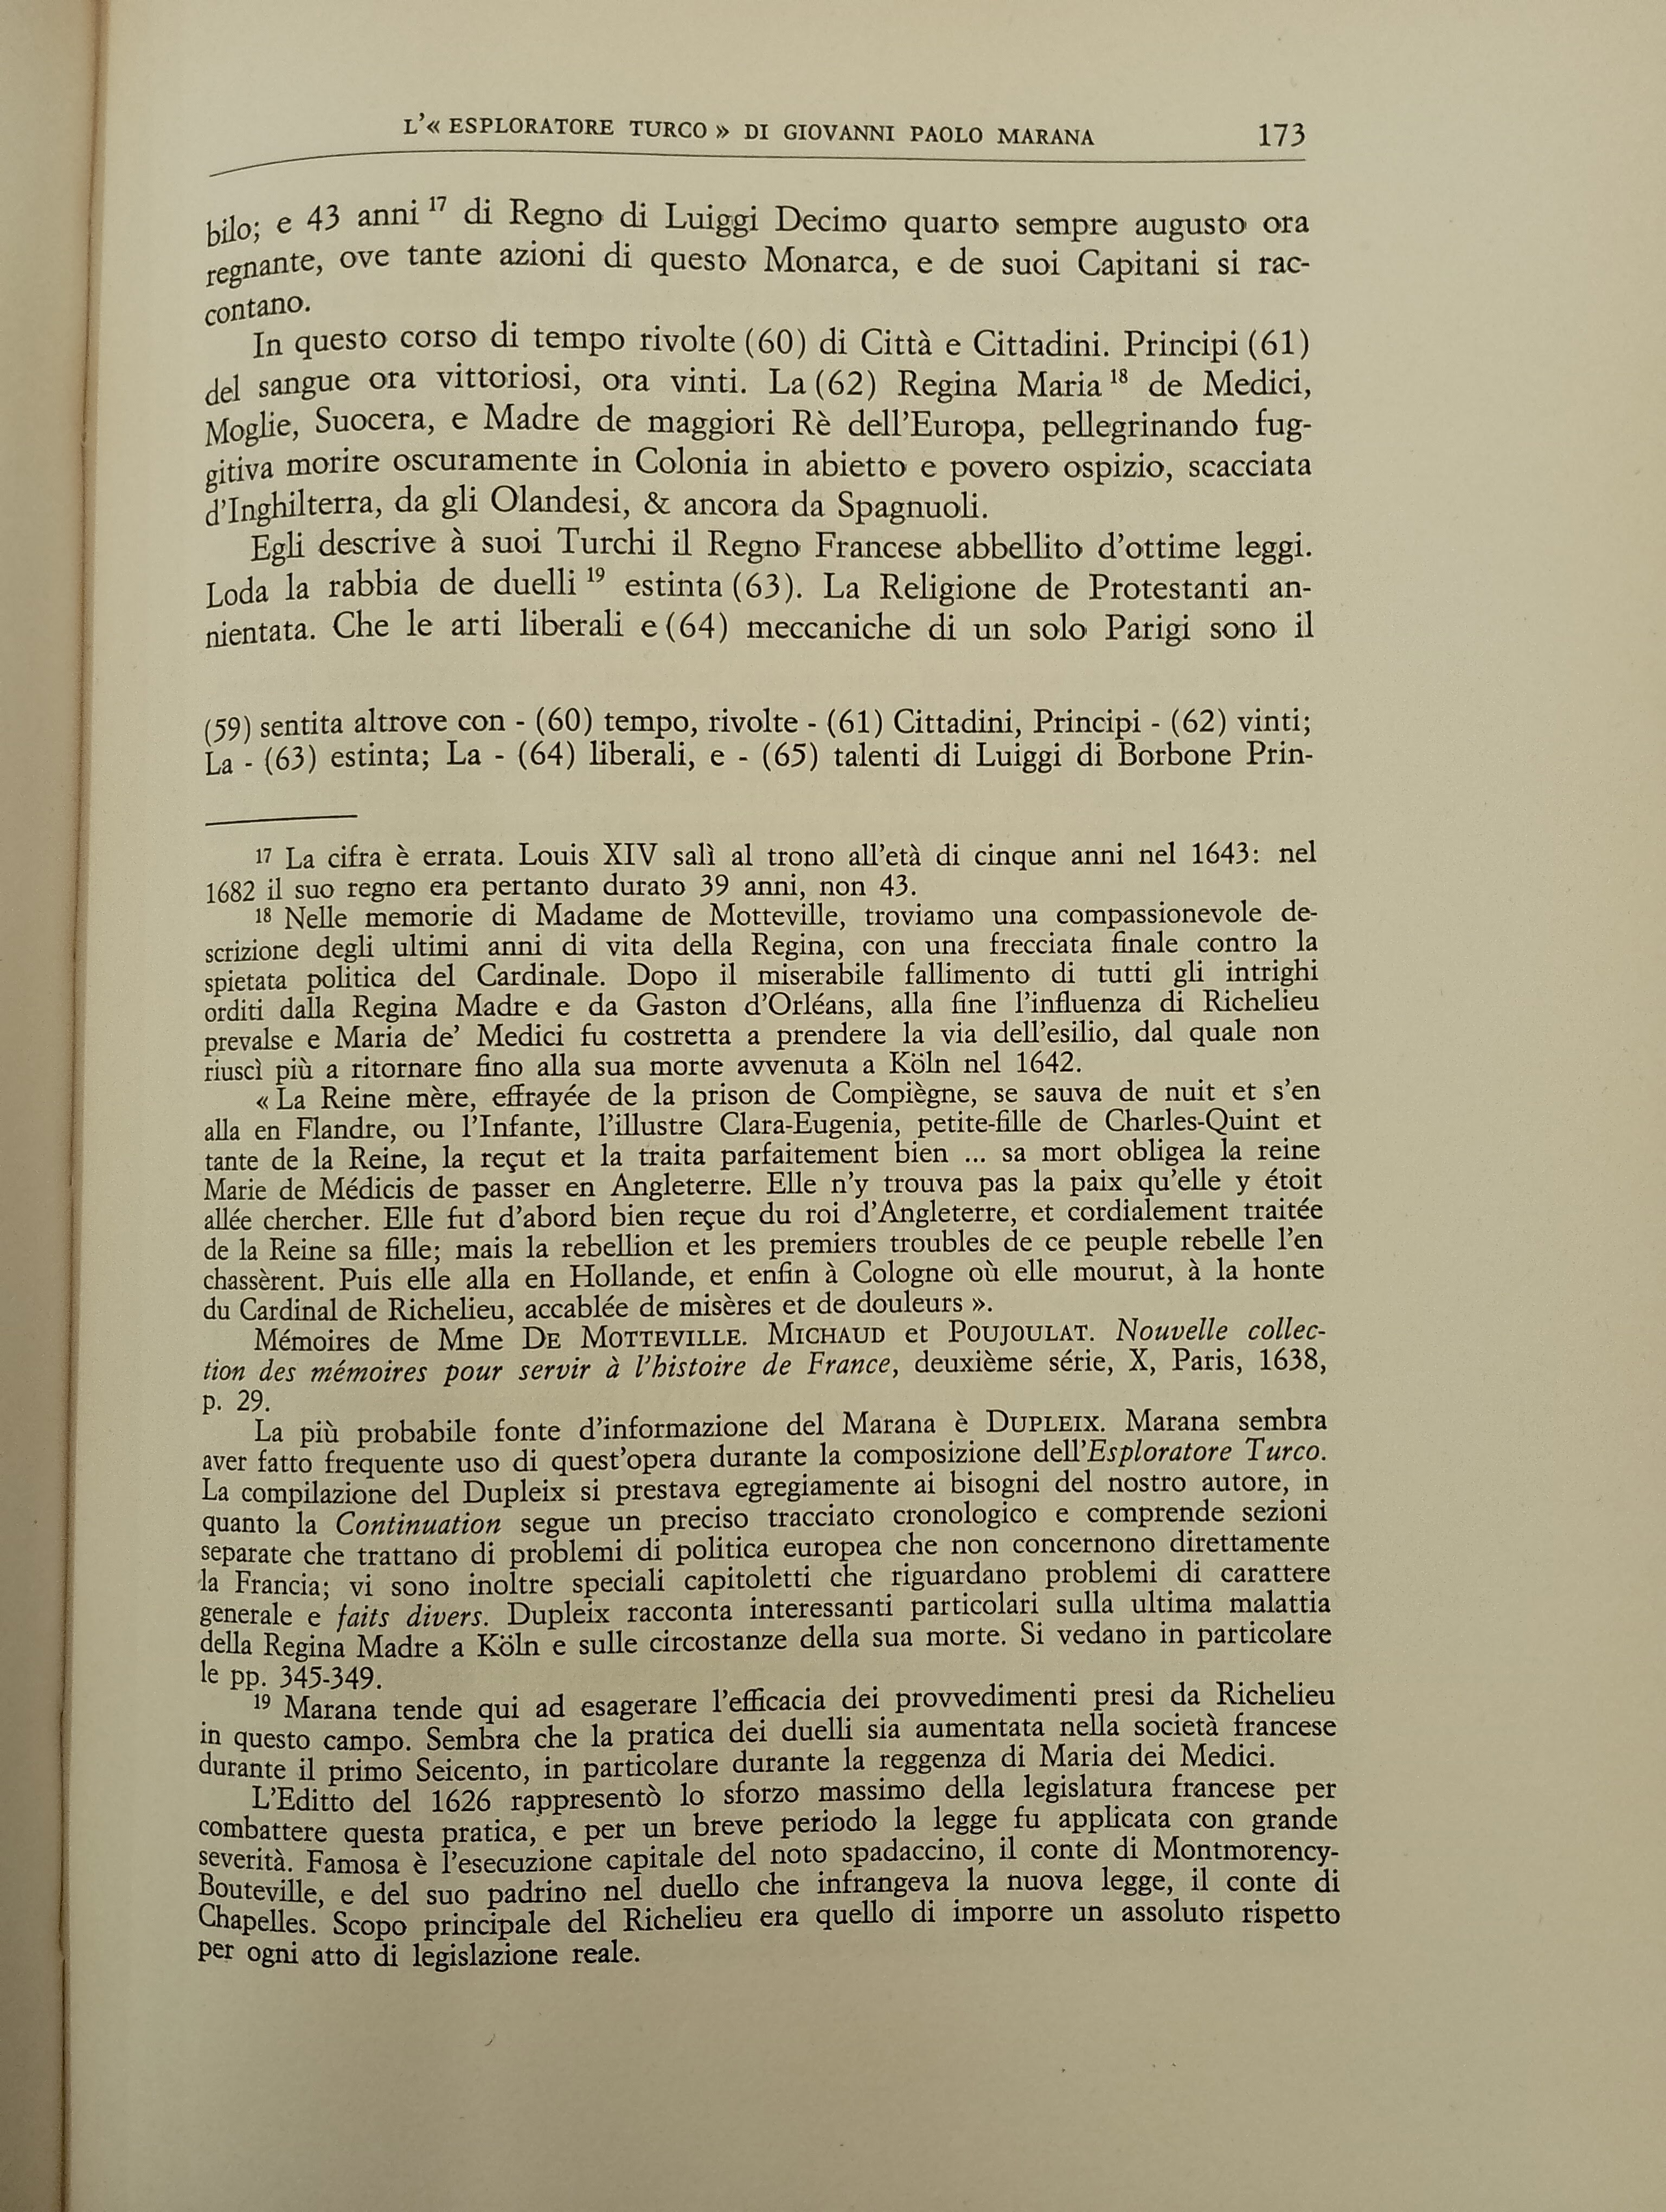 L'« ESPLORATORE TURCO » DI GIOVANNI PAOLO MARANA 173
bilo; e 43 anni 17 di Regno di Luiggi Decimo quarto sempre augusto ora
regnante, ove tante azioni di questo Monarca, e de suoi Capitani si rac-
contano.
In questo corso di tempo rivolte (60) di Città e Cittadini. Principi (61)
del sangue ora vittoriosi, ora vinti. La (62) Regina Maria 18 de Medici,
Moglie, Suocera, e Madre de maggiori Rè dell'Europa, pellegrinando fug-
gitiva morire oscuramente in Colonia in abietto e povero ospizio, scacciata
d'Inghilterra, da gli Olandesi, & ancora da Spagnuoli.
Egli descrive à suoi Turchi il Regno Francese abbellito d'ottime leggi.
Loda la rabbia de duelli 19 estinta (63). La Religione de Protestanti an-
nientata. Che le arti liberali e (64) meccaniche di un solo Parigi sono il
(59) sentita altrove con - (60) tempo, rivolte - (61) Cittadini, Principi - (62) vinti;
La - (63) estinta; La - (64) liberali, e - (65) talenti di Luiggi di Borbone Prin-
17 La cifra è errata. Louis XIV salì al trono all'età di cinque anni nel 1643: nel
1682 il suo regno era pertanto durato 39 anni, non 43.
18 Nelle memorie di Madame de Motteville, troviamo una compassionevole de-
scrizione degli ultimi anni di vita della Regina, con una frecciata finale contro la
spietata politica del Cardinale. Dopo il miserabile fallimento di tutti gli intrighi
orditi dalla Regina Madre e da Gaston d'Orléans, alla fine l'influenza di Richelieu
prevalse e Maria de' Medici fu costretta a prendere la via dell'esilio, dal quale non
riuscì più a ritornare fino alla sua morte avvenuta a Köln nel 1642.
« La Reine mère, effrayée de la prison de Compiègne, se sauva de nuit et s'en
alla en Flandre, ou l'Infante, l'illustre Clara-Eugenia, petite-fille de Charles-Quint et
tante de la Reine, la reçut et la traita parfaitement bien ... sa mort obligea la reine
Marie de Médicis de passer en Angleterre. Elle n'y trouva pas la paix qu'elle y étoit
allée chercher. Elle fut d'abord bien reçue du roi d'Angleterre, et cordialement traitée
de la Reine sa fille; mais la rebellion et les premiers troubles de ce peuple rebelle l'en
chassèrent. Puis elle alla en Hollande, et enfin à Cologne où elle mourut, à la honte
du Cardinal de Richelieu, accablée de misères et de douleurs ».
Mémoires de Mme DE MOTTEVILLE. MICHAUD et POUJOULAT. Nouvelle collec-
tion des mémoires pour servir à l'histoire de France, deuxième série, X, Paris, 1638,
p. 29.
La più probabile fonte d'informazione del Marana è DUPLEIX. Marana sembra
aver fatto frequente uso di quest'opera durante la composizione dell'Esploratore Turco.
La compilazione del Dupleix si prestava egregiamente ai bisogni del nostro autore, in
quanto la Continuation segue un preciso tracciato cronologico e comprende sezioni
separate che trattano di problemi di politica europea che non concernono direttamente
la Francia; vi sono inoltre speciali capitoletti che riguardano problemi di carattere
generale e faits divers. Dupleix racconta interessanti particolari sulla ultima malattia
della Regina Madre a Köln e sulle circostanze della sua morte. Si vedano in particolare
le pp. 345-349.
19 Marana tende qui ad esagerare l'efficacia dei provvedimenti presi da Richelieu
in questo campo. Sembra che la pratica dei duelli sia aumentata nella società francese
durante il primo Seicento, in particolare durante la reggenza di Maria dei Medici.
L'Editto del 1626 rappresentò lo sforzo massimo della legislatura francese per
combattere questa pratica, e per un breve periodo la legge fu applicata con grande
severità. Famosa è l'esecuzione capitale del noto spadaccino, il conte di Montmorency-
Bouteville, e del suo padrino nel duello che infrangeva la nuova legge, il conte di
Chapelles. Scopo principale del Richelieu era quello di imporre un assoluto rispetto
per ogni atto di legislazione reale.